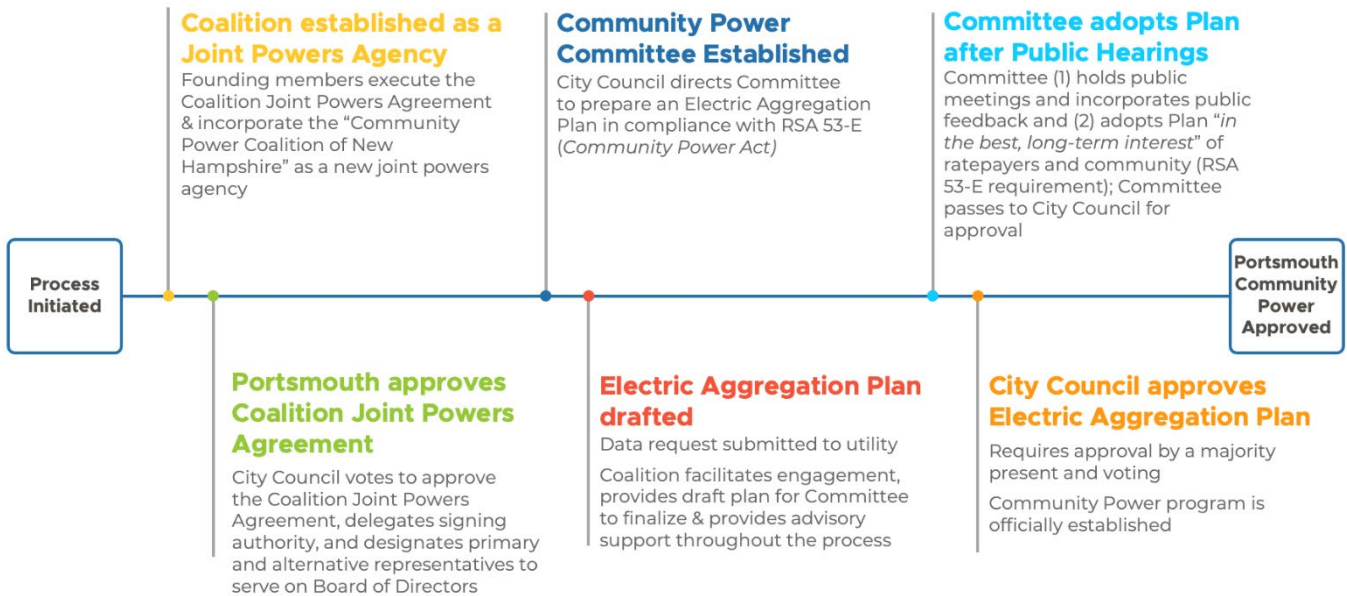 Process
Initiated
Coalition established as a
Joint Powers Agency
Founding members execute the
Coalition Joint Powers Agreement
& incorporate the “Community
Power Coalition of New
Hampshire” as a new joint powers
agency
Portsmouth approves
Coalition Joint Powers
Agreement
City Council votes to approve
the Coalition Joint Powers
Agreement, delegates signing
authority, and designates primary
and alternative representatives to
serve on Board of Directors
Community Power
Committee Established
City Council directs Committee
to prepare an Electric Aggregation
Plan in compliance with RSA 53-E
(Community Power Act)
Electric Aggregation Plan
drafted
Data request submitted to utility
Coalition facilitates engagement,
provides draft plan for Committee
to finalize & provides advisory
support throughout the process
Committee adopts Plan
after Public Hearings
Committee (1) holds public
meetings and incorporates public
feedback and (2) adopts Plan “in
the best, long-term interest” of
ratepayers and community (RSA
53-E requirement); Committee
passes to City Council for
approval
City Council approves
Electric Aggregation Plan
Requires approval by a majority
present and voting
Community Power program is
officially established
Portsmouth
Community
Power
Approved